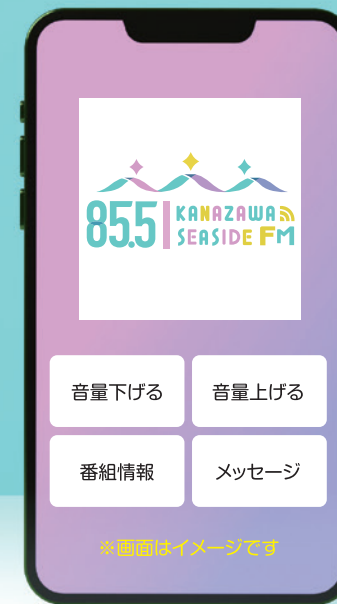 85.5 KANAZAWA
SEASIDE FM
音量下げる 音量上げる
番組情報 メッセージ
※画面はイメージです